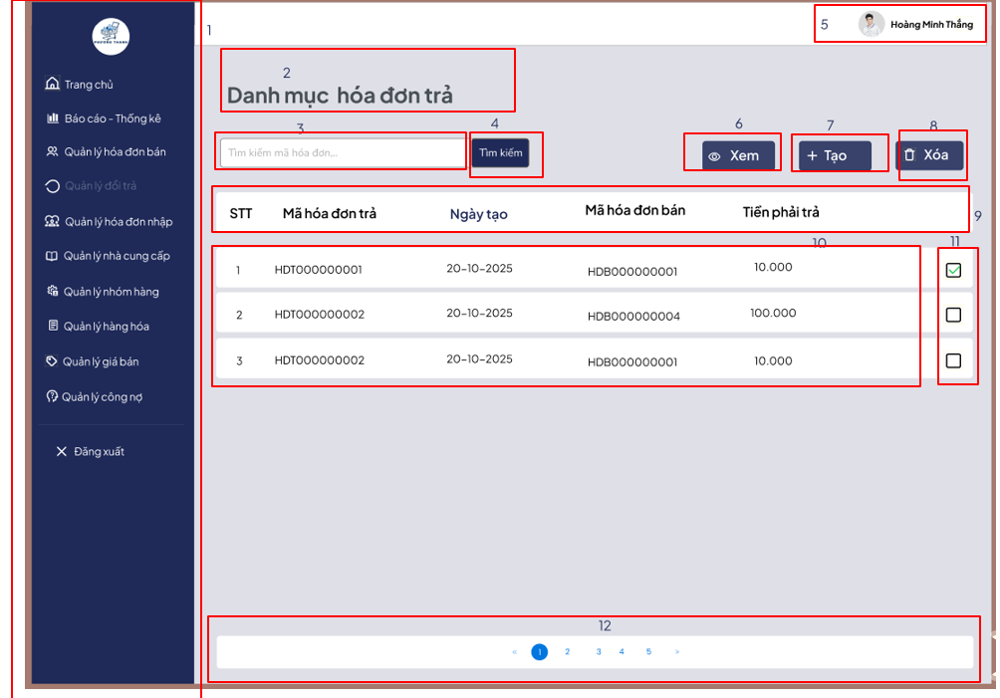 PHƯƠNG THANH
Trang chủ
Báo cáo - Thống kê
Quản lý hóa đơn bán
Quản lý đổi trả
Quản lý hóa đơn nhập
Quản lý nhà cung cấp
Quản lý nhóm hàng
Quản lý hàng hóa
Quản lý giá bán
Quản lý công nợ
Đăng xuất
1
5
Hoàng Minh Thắng
2
Danh mục hóa đơn trả
3
4
6
7
8
Tìm kiếm mã hóa đơn,..
Tìm kiếm
Xem
+ Tạo
Xóa
STT Mã hóa đơn trả Ngày tạo Mã hóa đơn bán Tiền phải trả
9
10
11
1 HDT000000001 20-10-2025 HDB000000001 10.000
2 HDT000000002 20-10-2025 HDB000000004 100.000
3 HDT000000002 20-10-2025 HDB000000001 10.000
12
« 1 2 3 4 5 >